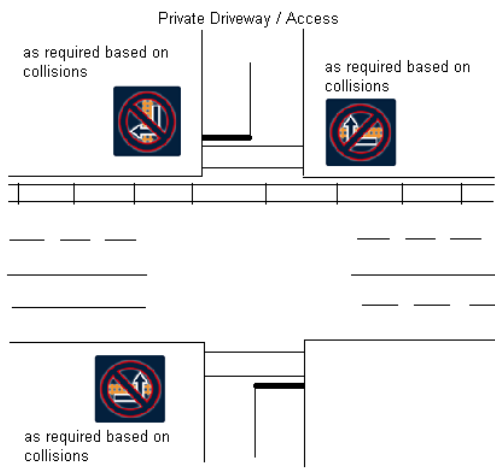 Private Driveway / Access
as required based on
collisions
as required based on
collisions
as required based on
collisions